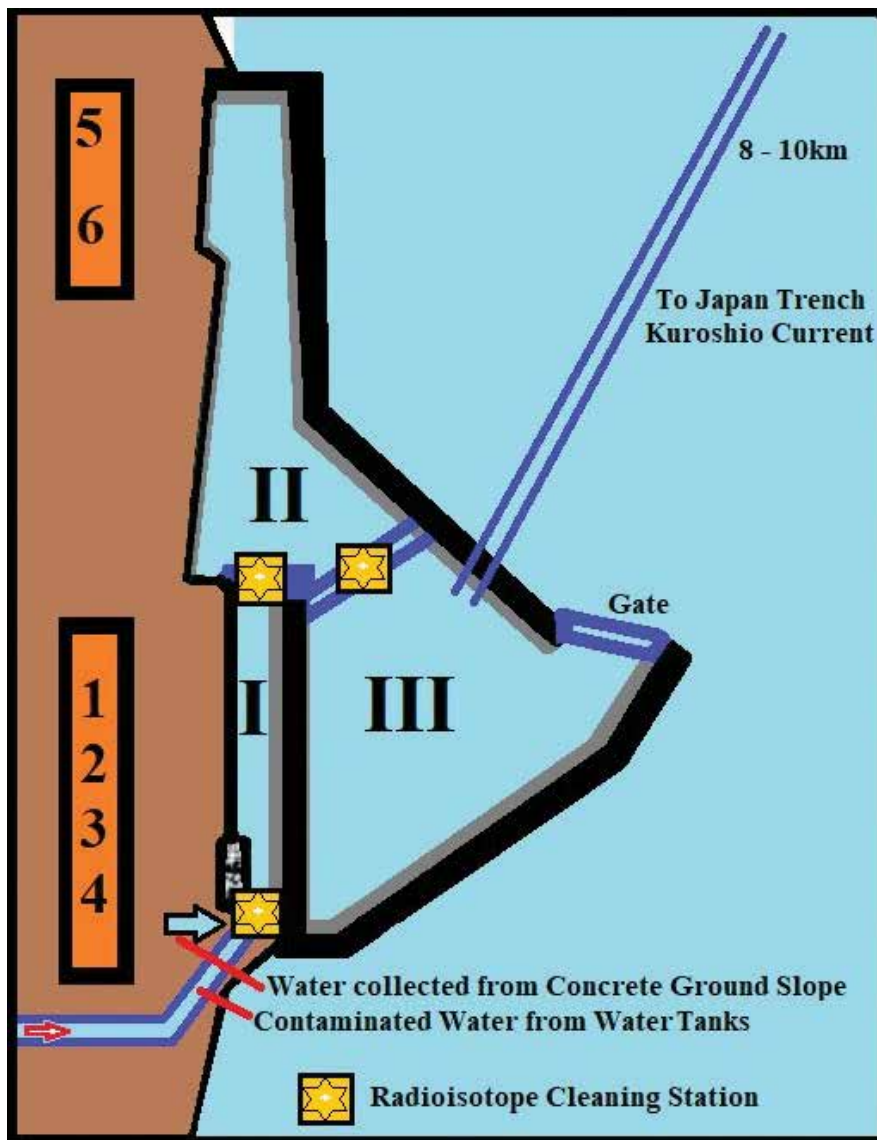 5
6
8 - 10km
To Japan Trench
Kuroshio Current
II
Gate
1
2
3
4
I
III
Water collected from Concrete Ground Slope
Contaminated Water from Water Tanks
Radioisotope Cleaning Station